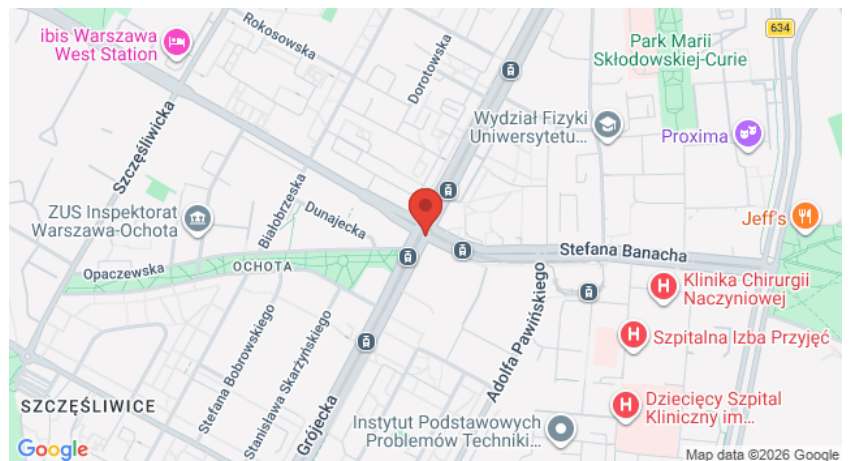 ibis Warszawa
West Station
Rokosowska
Dorotowska
634
Park Marii
Skłodowskiej-Curie
Szczęśliwicka
Wydział Fizyki
Uniwersytetu...
Proxima
Białobrzeska
ZUS Inspektorat
Warszawa-Ochota
Dunajecka
Jeff's
Stefana Banacha
Opaczewska
OCHOTA
Klinika Chirurgii
Naczyniowej
Adolfa Pawińskiego
Szpitalna Izba Przyjęć
Stefana Bobrowskiego
Stanisława Skarżyńskiego
Grójecka
SZCZĘŚLIWICE
Dziecięcy Szpital
Kliniczny im...
Instytut Podstawowych
Problemów Techniki...
Google
Map data ©2026 Google